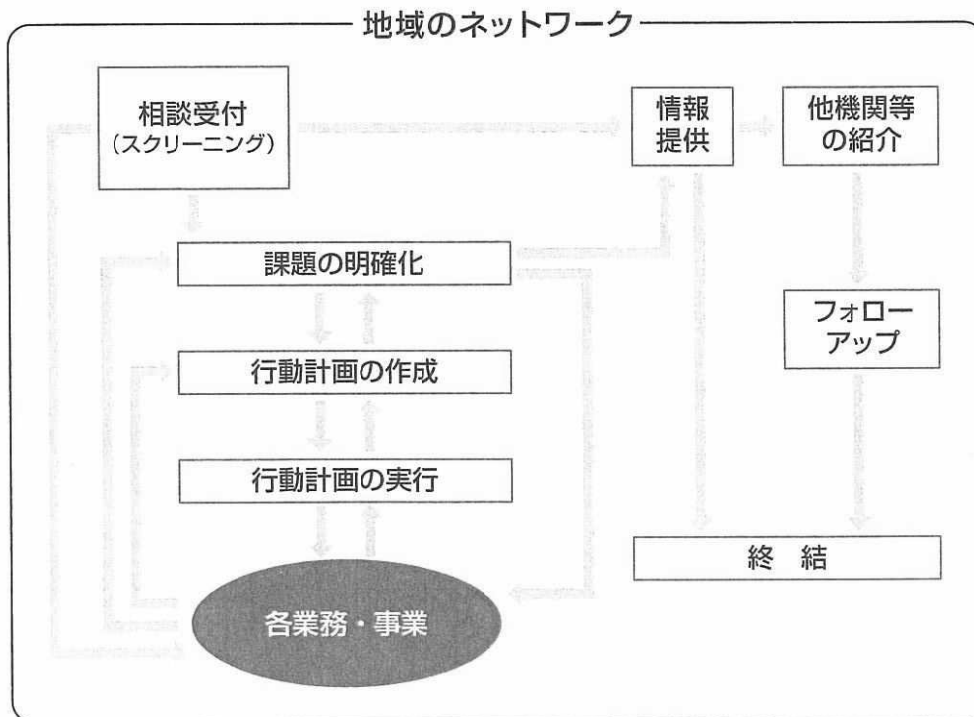 地域のネットワーク
相談受付
（スクリーニング）
情報
提供
他機関等
の紹介
課題の明確化
フォロー
アップ
行動計画の作成
行動計画の実行
終　結
各業務・事業